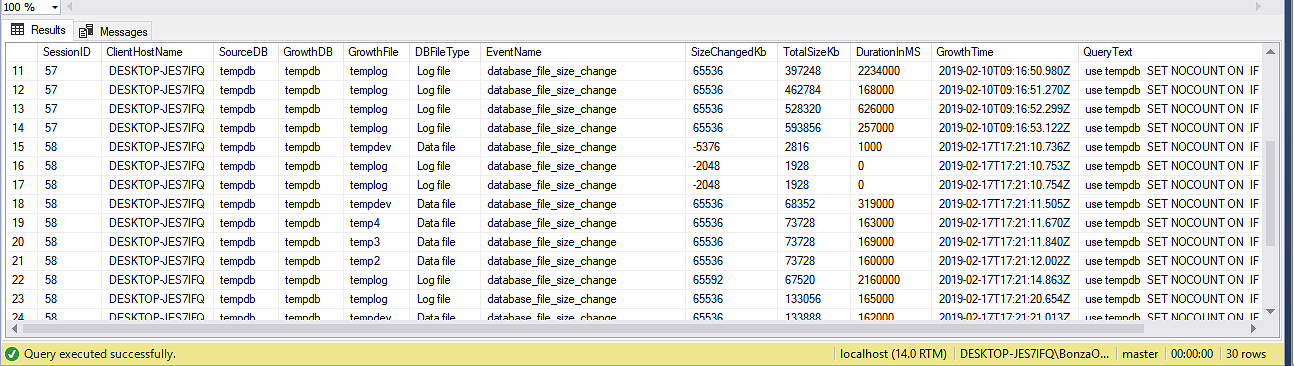 100 %
Results Messages
SessionID ClientHostName SourceDB GrowthDB GrowthFile DBFileType EventName SizeChangedKb TotalSizeKb DurationInMS GrowthTime QueryText
11 57 DESKTOP-JES7IFQ tempdb tempdb templog Log file database_file_size_change 65536 397248 2234000 2019-02-10T09:16:50.980Z use tempdb SET NOCOUNT ON IF
12 57 DESKTOP-JES7IFQ tempdb tempdb templog Log file database_file_size_change 65536 462784 168000 2019-02-10T09:16:51.270Z use tempdb SET NOCOUNT ON IF
13 57 DESKTOP-JES7IFQ tempdb tempdb templog Log file database_file_size_change 65536 528320 626000 2019-02-10T09:16:52.299Z use tempdb SET NOCOUNT ON IF
14 57 DESKTOP-JES7IFQ tempdb tempdb templog Log file database_file_size_change 65536 593856 257000 2019-02-10T09:16:53.122Z use tempdb SET NOCOUNT ON IF
15 58 DESKTOP-JES7IFQ tempdb tempdb tempdev Data file database_file_size_change -5376 2816 1000 2019-02-17T17:21:10.736Z use tempdb SET NOCOUNT ON IF
16 58 DESKTOP-JES7IFQ tempdb tempdb templog Log file database_file_size_change -2048 1928 0 2019-02-17T17:21:10.753Z use tempdb SET NOCOUNT ON IF
17 58 DESKTOP-JES7IFQ tempdb tempdb templog Log file database_file_size_change -2048 1928 0 2019-02-17T17:21:10.754Z use tempdb SET NOCOUNT ON IF
18 58 DESKTOP-JES7IFQ tempdb tempdb tempdev Data file database_file_size_change 65536 68352 319000 2019-02-17T17:21:11.505Z use tempdb SET NOCOUNT ON IF
19 58 DESKTOP-JES7IFQ tempdb tempdb temp4 Data file database_file_size_change 65536 73728 163000 2019-02-17T17:21:11.670Z use tempdb SET NOCOUNT ON IF
20 58 DESKTOP-JES7IFQ tempdb tempdb temp3 Data file database_file_size_change 65536 73728 169000 2019-02-17T17:21:11.840Z use tempdb SET NOCOUNT ON IF
21 58 DESKTOP-JES7IFQ tempdb tempdb temp2 Data file database_file_size_change 65536 73728 160000 2019-02-17T17:21:12.002Z use tempdb SET NOCOUNT ON IF
22 58 DESKTOP-JES7IFQ tempdb tempdb templog Log file database_file_size_change 65592 67520 2160000 2019-02-17T17:21:14.863Z use tempdb SET NOCOUNT ON IF
23 58 DESKTOP-JES7IFQ tempdb tempdb templog Log file database_file_size_change 65536 133056 165000 2019-02-17T17:21:20.654Z use tempdb SET NOCOUNT ON IF
24 58 DESKTOP-JES7IFQ tempdb tempdb tempdev Data file database_file_size_change 65536 133888 162000 2019-02-17T17:21:21.013Z use tempdb SET NOCOUNT ON IF
Query executed successfully. localhost (14.0 RTM) DESKTOP-JES7IFQ\BonzaO... master 00:00:00 30 rows